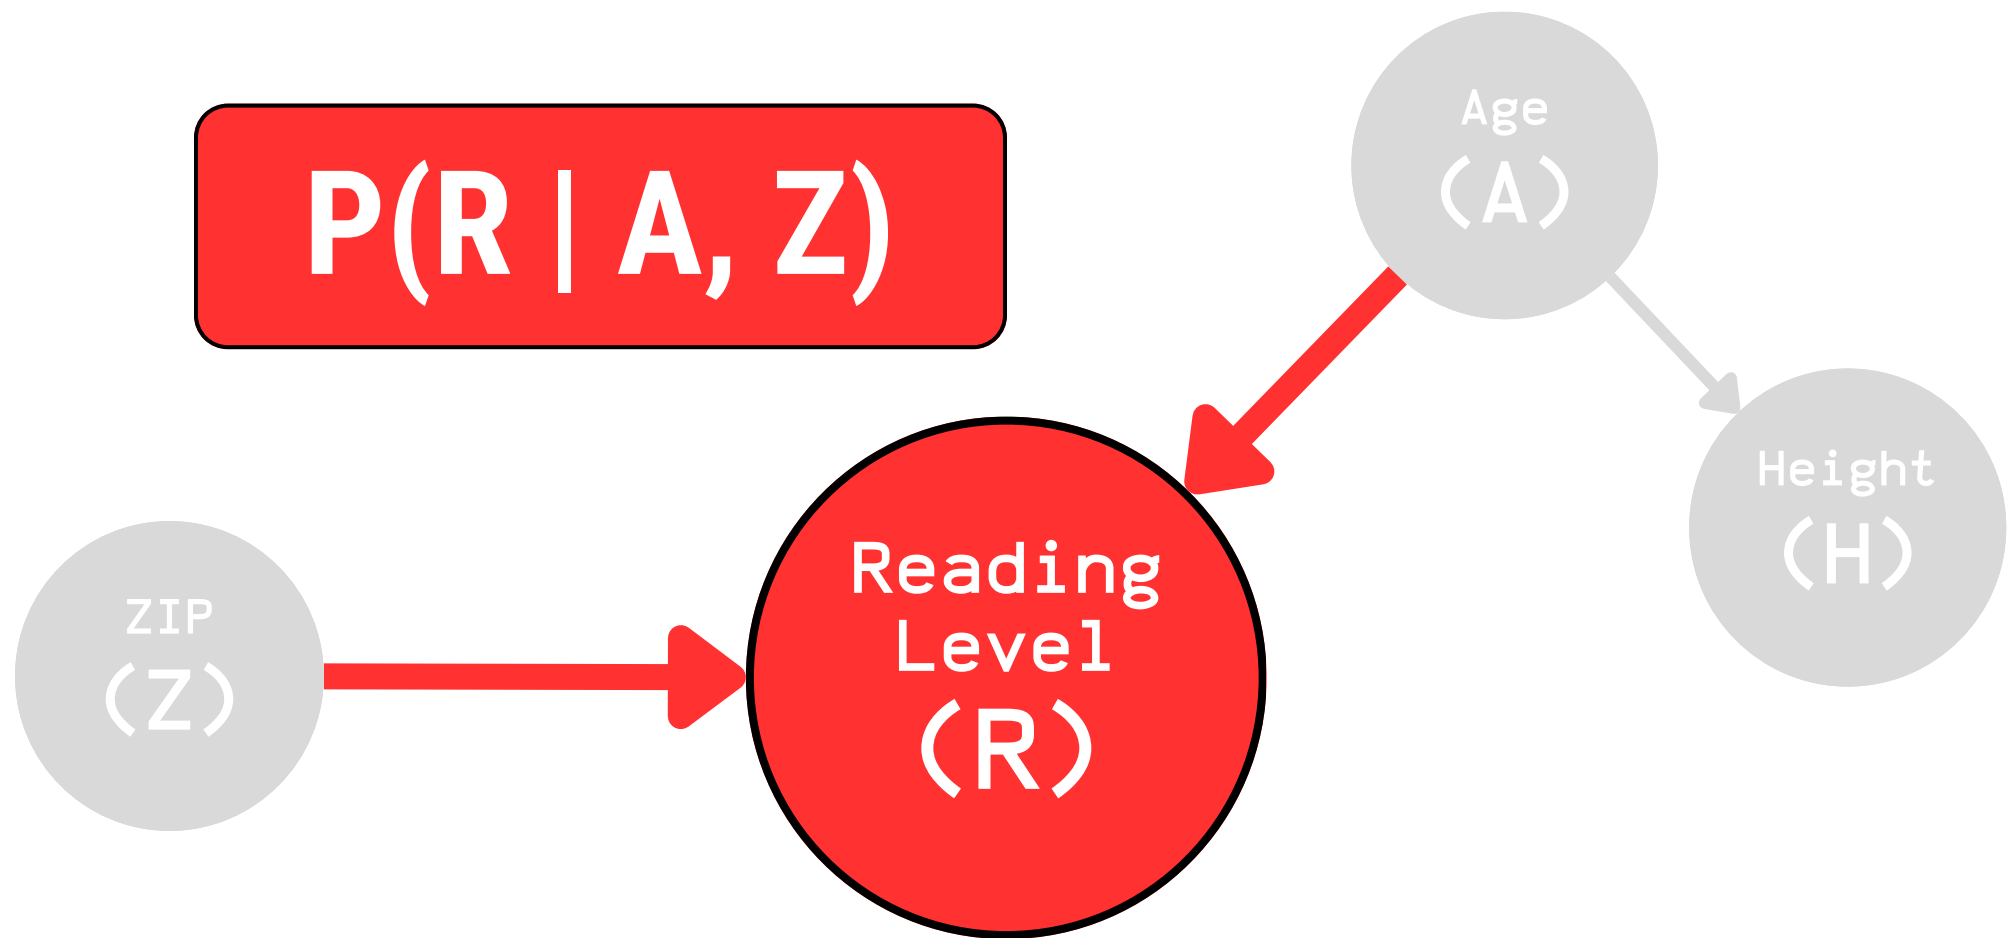 P(R | A, Z)
Age
(A)
Height
(H)
Reading
Level
(R)
ZIP
(Z)